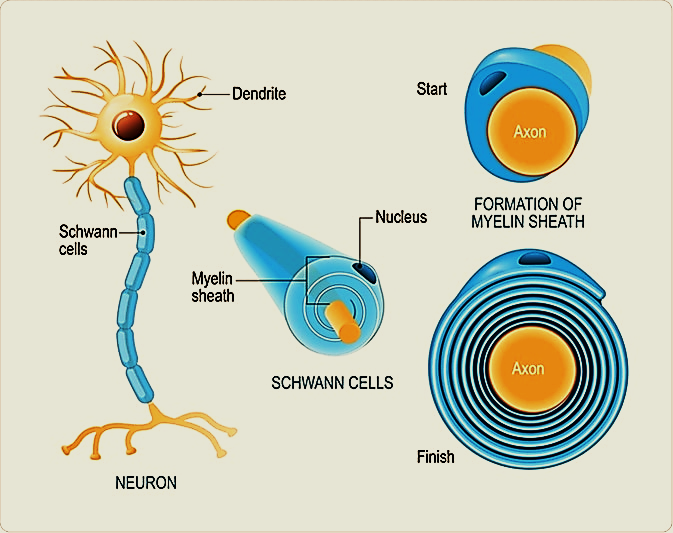 Dendrite
Schwann
cells
NEURON
Nucleus
Myelin
sheath
SCHWANN CELLS
Start
Axon
FORMATION OF
MYELIN SHEATH
Axon
Finish